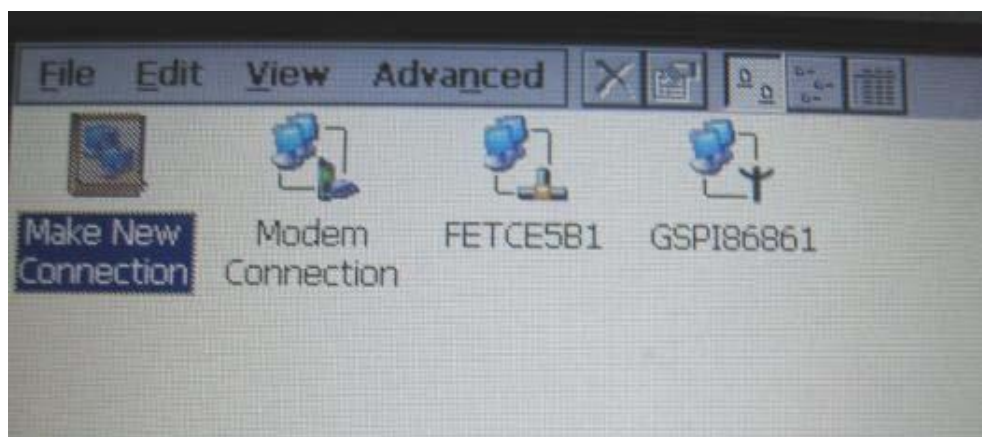 File Edit View Advanced
Make New Connection
Modem Connection
FETCE5B1
GSPI86861